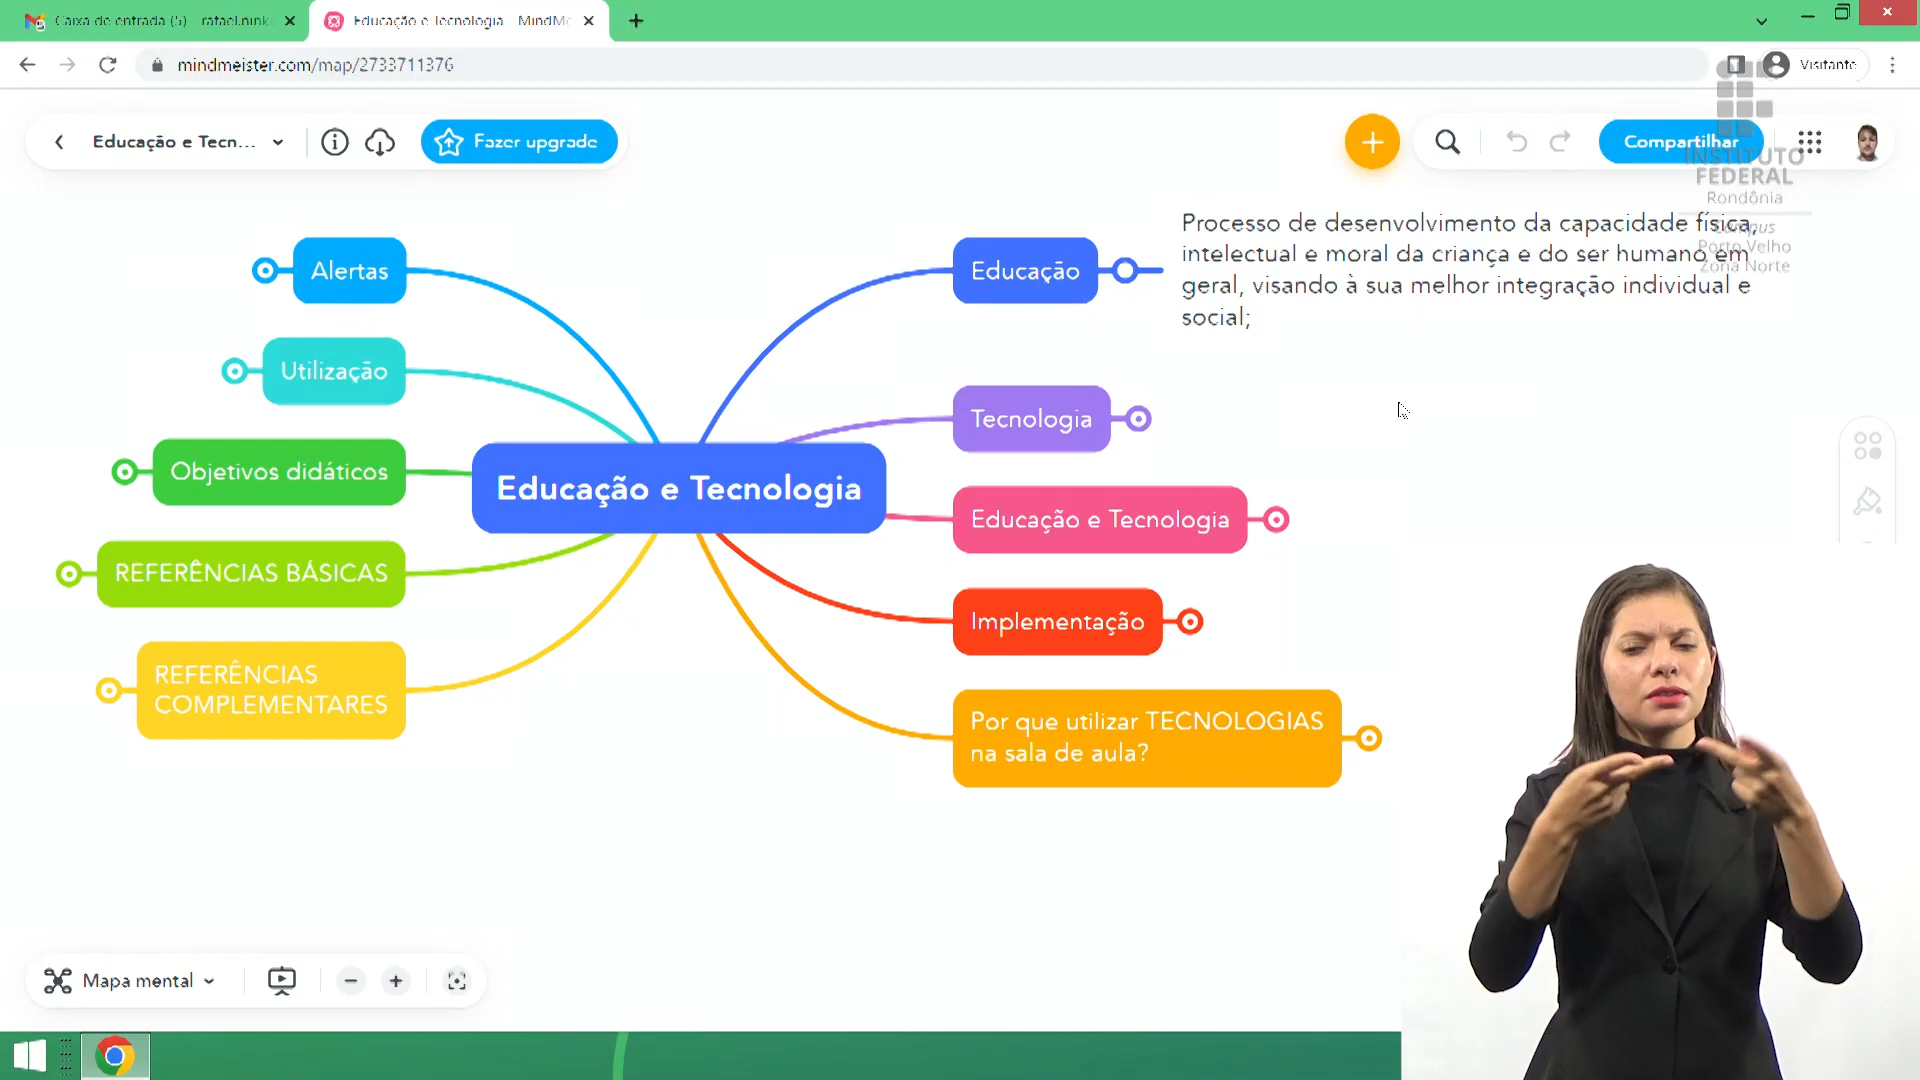 Caixa de entrada (5) - rafael.nink
Educação e Tecnologia - MindMe
mindmeister.com/map/2733711376
Visitante
Educação e Tecn...
Fazer upgrade
Compartilhar
INSTITUTO
FEDERAL
Rondônia
Campus
Porto Velho
Zona Norte
Processo de desenvolvimento da capacidade física,
intelectual e moral da criança e do ser humano em
geral, visando à sua melhor integração individual e
social;
Alertas
Educação
Utilização
Tecnologia
Objetivos didáticos
Educação e Tecnologia
Educação e Tecnologia
REFERÊNCIAS BÁSICAS
Implementação
REFERÊNCIAS
COMPLEMENTARES
Por que utilizar TECNOLOGIAS
na sala de aula?
Mapa mental